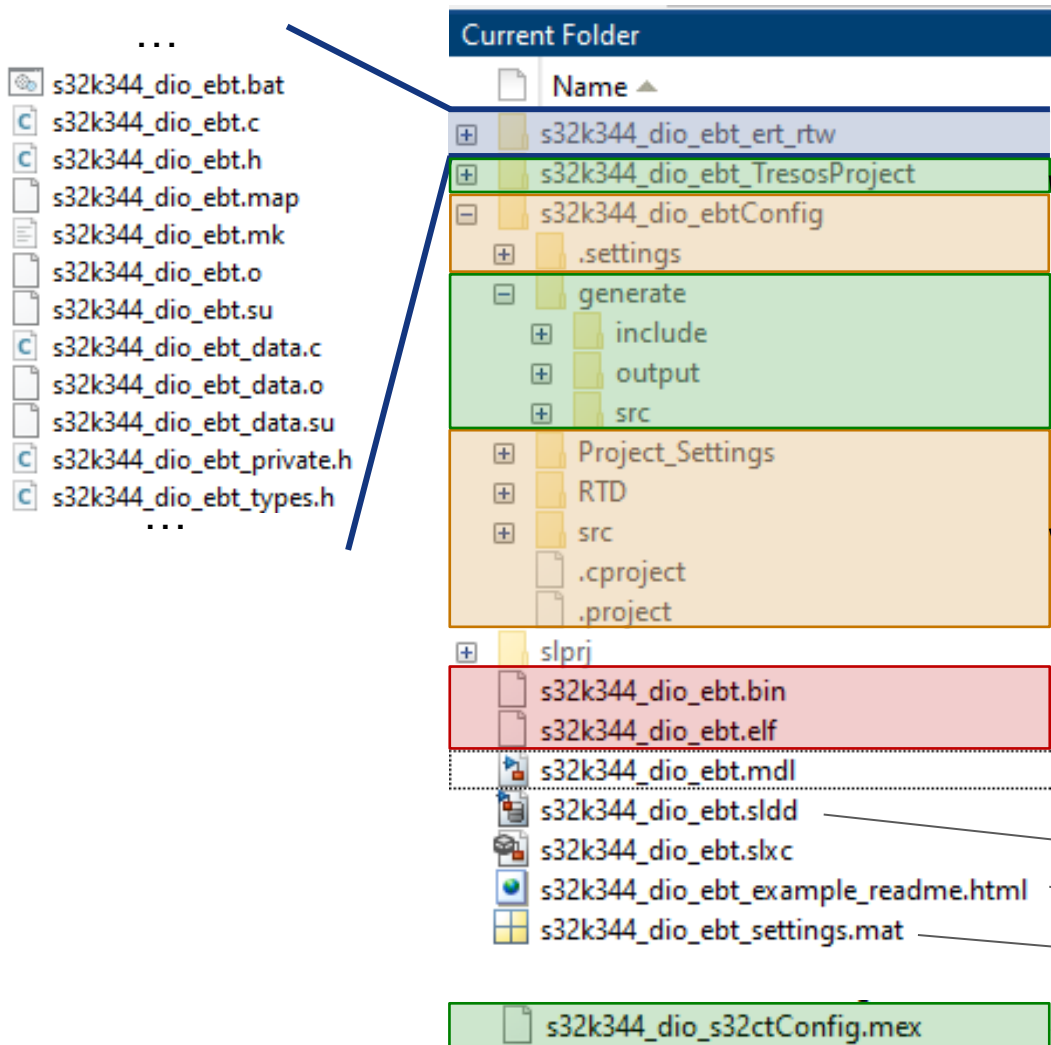 ...
s32k344_dio_ebt.bat
s32k344_dio_ebt.c
s32k344_dio_ebt.h
s32k344_dio_ebt.map
s32k344_dio_ebt.mk
s32k344_dio_ebt.o
s32k344_dio_ebt.su
s32k344_dio_ebt_data.c
s32k344_dio_ebt_data.o
s32k344_dio_ebt_data.su
s32k344_dio_ebt_private.h
s32k344_dio_ebt_types.h
...
Current Folder
Name
s32k344_dio_ebt_ert_rtw
s32k344_dio_ebt_TresosProject
s32k344_dio_ebtConfig
.settings
generate
include
output
src
Project_Settings
RTD
src
.cproject
.project
slprj
s32k344_dio_ebt.bin
s32k344_dio_ebt.elf
s32k344_dio_ebt.mdl
s32k344_dio_ebt.sldd
s32k344_dio_ebt.slxc
s32k344_dio_ebt_example_readme.html
s32k344_dio_ebt_settings.mat
s32k344_dio_s32ctConfig.mex